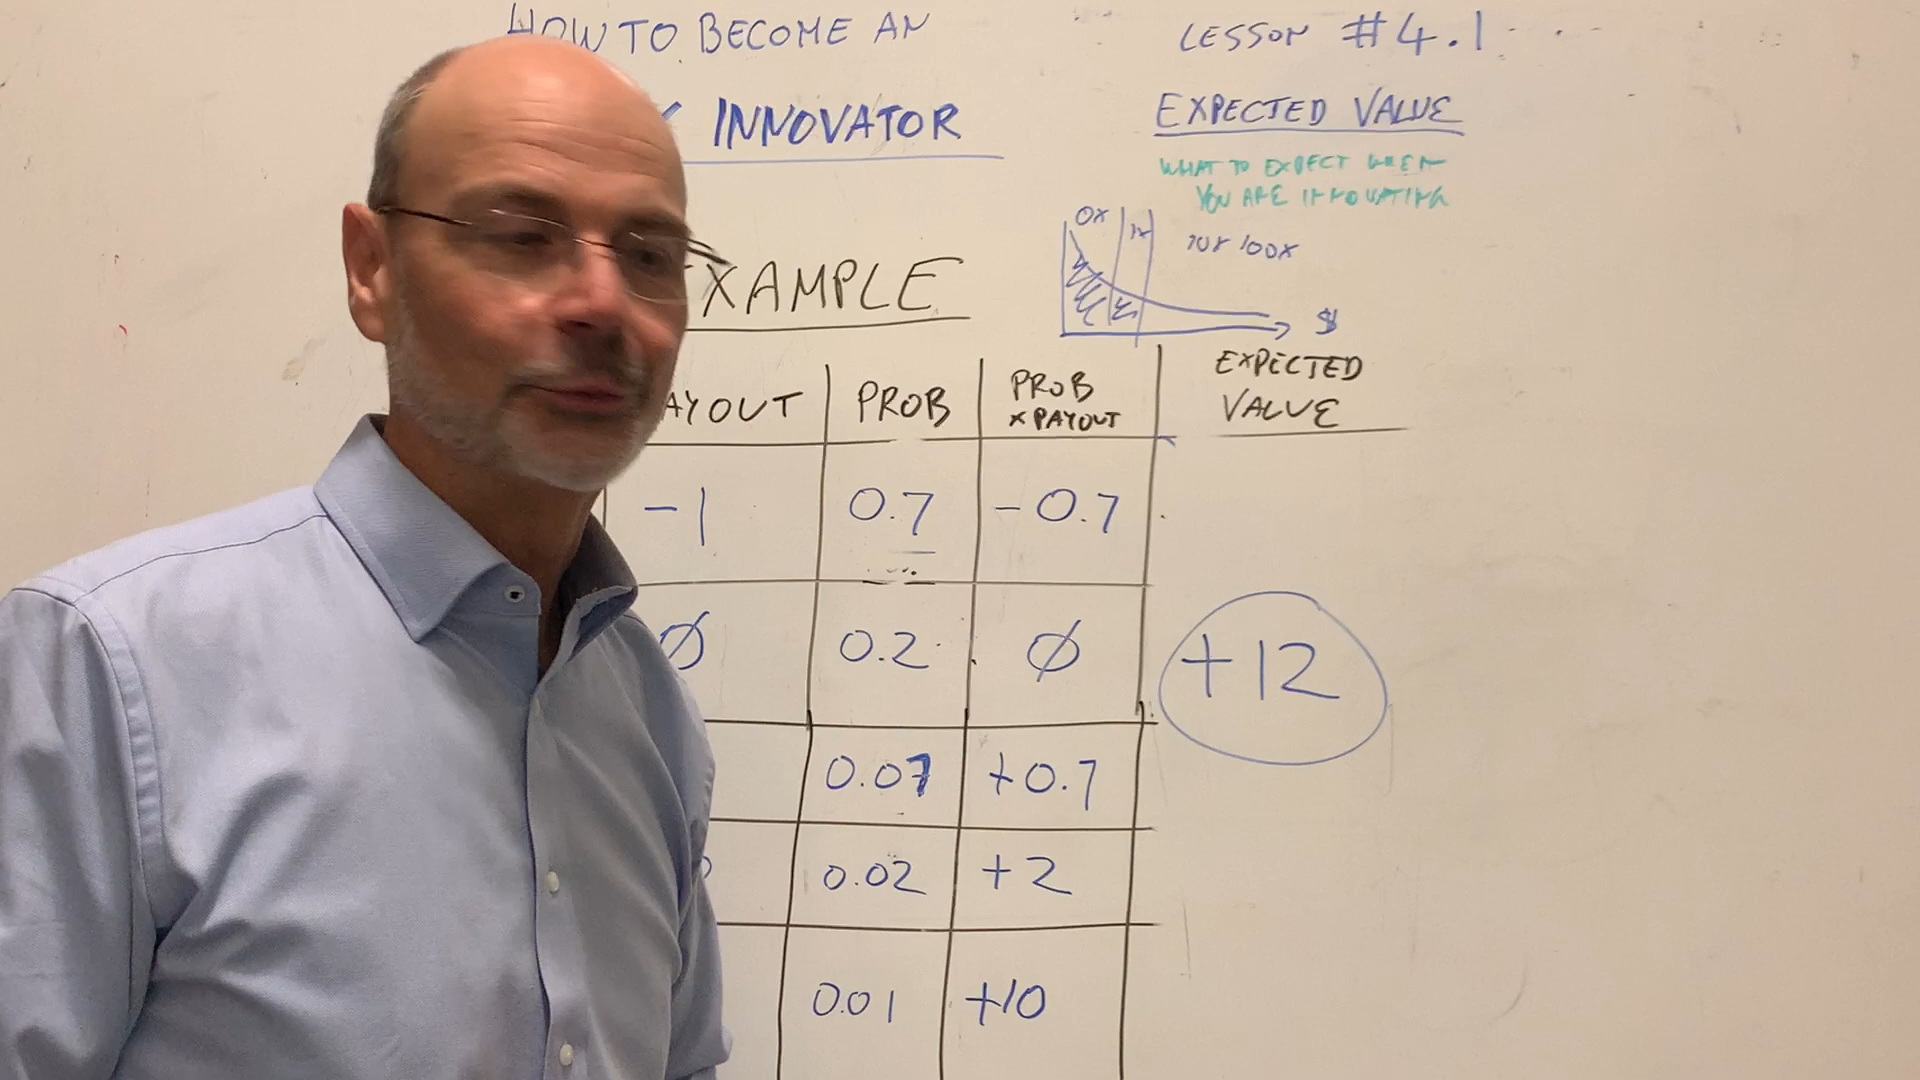 HOW TO BECOME AN
INNOVATOR
LESSON #4.1
EXPECTED VALUE
WHAT TO EXPECT WHEN
YOU ARE INNOVATING
0x 1x 10x 100x
$
EXAMPLE
PAYOUT PROB PROB x PAYOUT EXPECTED VALUE
-1 0.7 -0.7
Ø 0.2 Ø +12
0.07 +0.7
0.02 +2
0.01 +10